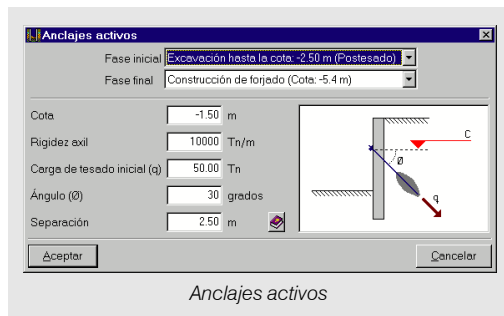 Anclajes activos
Fase inicial Excavación hasta la cota: -2.50 m (Postesado)
Fase final Construcción de forjado (Cota: -5.4 m)
Cota -1.50 m
Rigidez axil 10000 Tn/m
Carga de tesado inicial (q) 50.00 Tn
Ángulo (Ø) 30 grados
Separación 2.50 m
C
Ø
q
Aceptar Cancelar
Anclajes activos